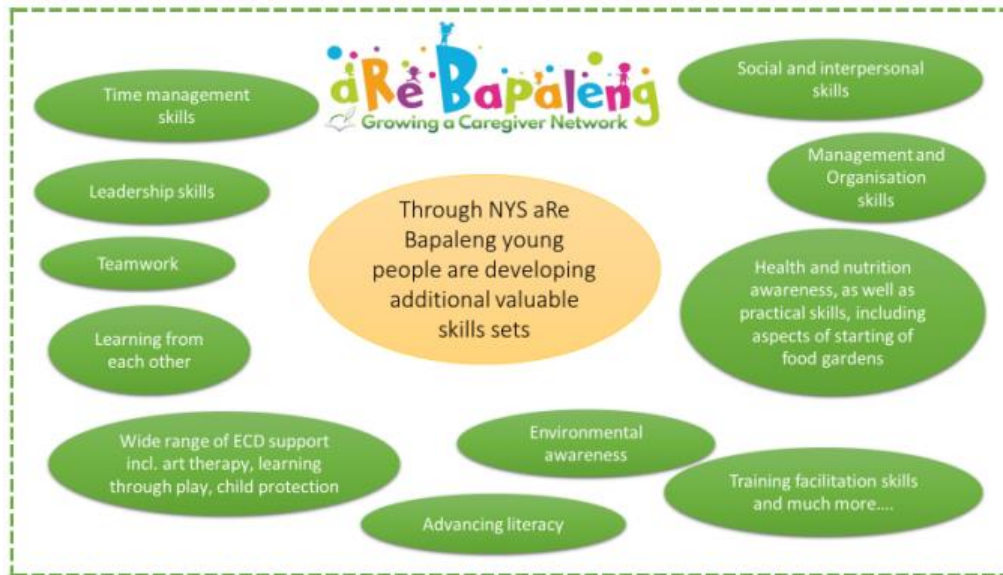 aRe Bapaleng
Growing a Caregiver Network
Time management
skills
Leadership skills
Teamwork
Learning from
each other
Wide range of ECD support
incl. art therapy, learning
through play, child protection
Through NYS aRe
Bapaleng young
people are developing
additional valuable
skills sets
Social and interpersonal
skills
Management and
Organisation
skills
Health and nutrition
awareness, as well as
practical skills, including
aspects of starting of
food gardens
Environmental
awareness
Advancing literacy
Training facilitation skills
and much more....